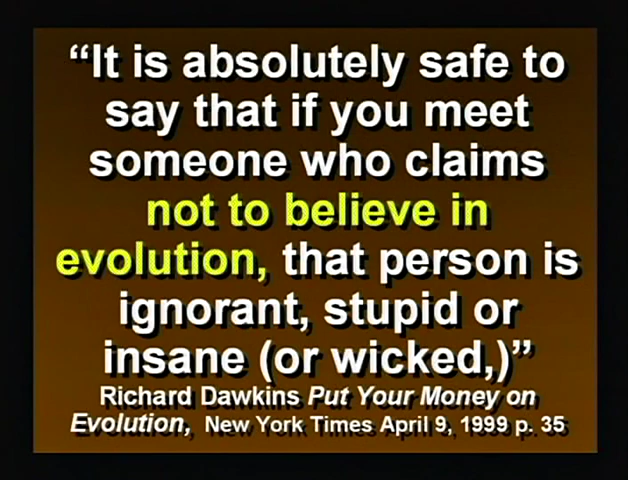 “It is absolutely safe to
say that if you meet
someone who claims
not to believe in
evolution, that person is
ignorant, stupid or
insane (or wicked,)”
Richard Dawkins Put Your Money on
Evolution, New York Times April 9, 1999 p. 35